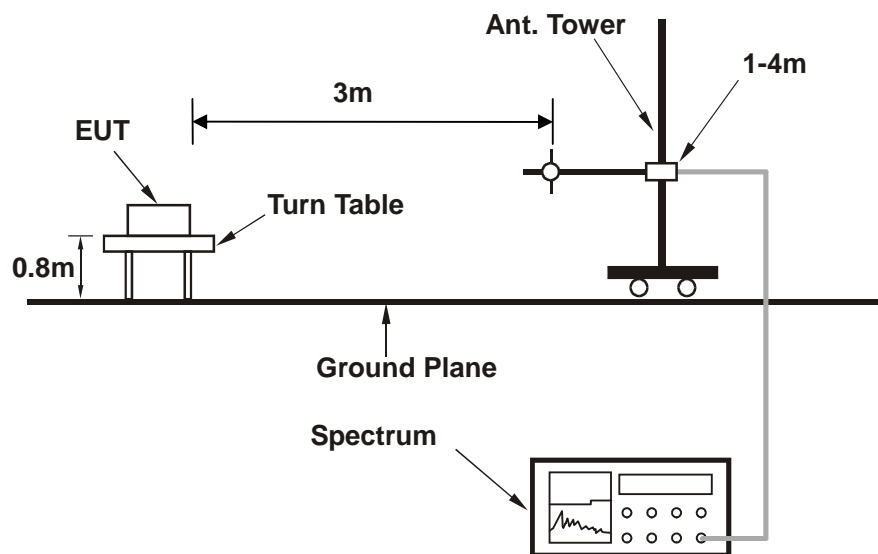 Ant. Tower
1-4m
3m
EUT
Turn Table
0.8m
Ground Plane
Spectrum